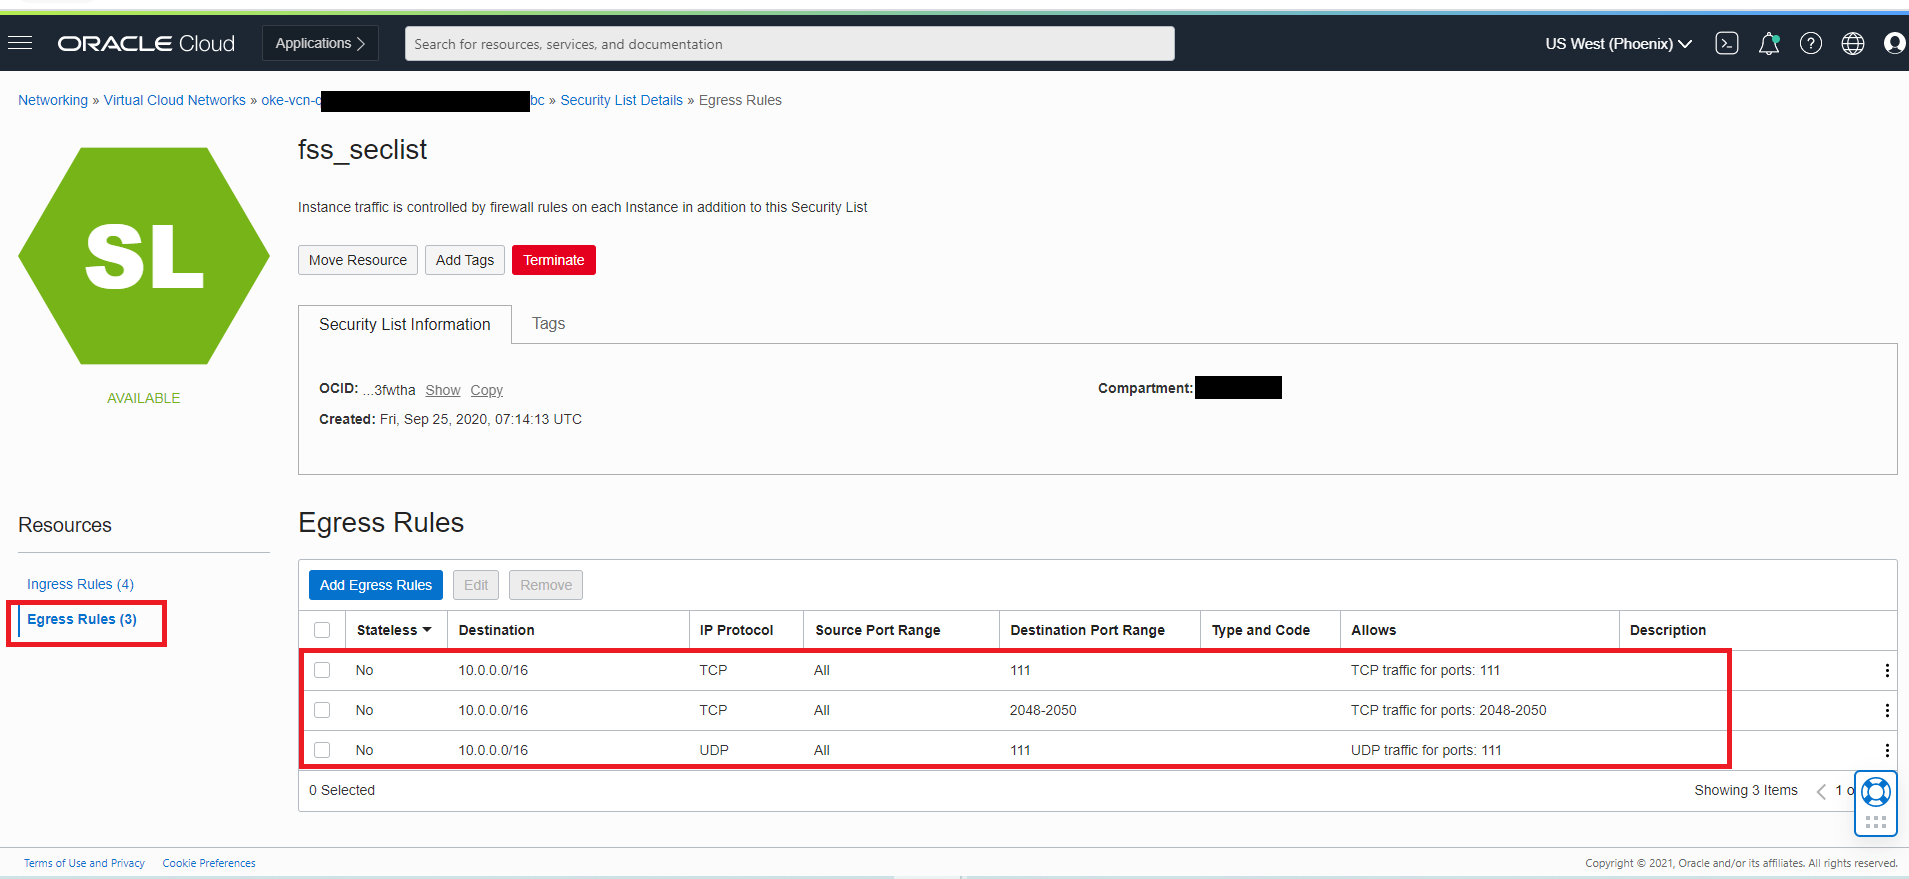 ORACLE Cloud Applications > Search for resources, services, and documentation US West (Phoenix)
Networking » Virtual Cloud Networks » oke-vcn- bc » Security List Details » Egress Rules
fss_seclist
SL
Instance traffic is controlled by firewall rules on each Instance in addition to this Security List
Move Resource Add Tags Terminate
Security List Information Tags
AVAILABLE
OCID: ...3fwtha Show Copy Compartment:
Created: Fri, Sep 25, 2020, 07:14:13 UTC
Resources
Ingress Rules (4)
Egress Rules (3)
Egress Rules
Add Egress Rules Edit Remove
Stateless Destination IP Protocol Source Port Range Destination Port Range Type and Code Allows Description
No 10.0.0.0/16 TCP All 111 TCP traffic for ports: 111
No 10.0.0.0/16 TCP All 2048-2050 TCP traffic for ports: 2048-2050
No 10.0.0.0/16 UDP All 111 UDP traffic for ports: 111
0 Selected Showing 3 Items < 1 o
Terms of Use and Privacy Cookie Preferences Copyright © 2021, Oracle and/or its affiliates. All rights reserved.